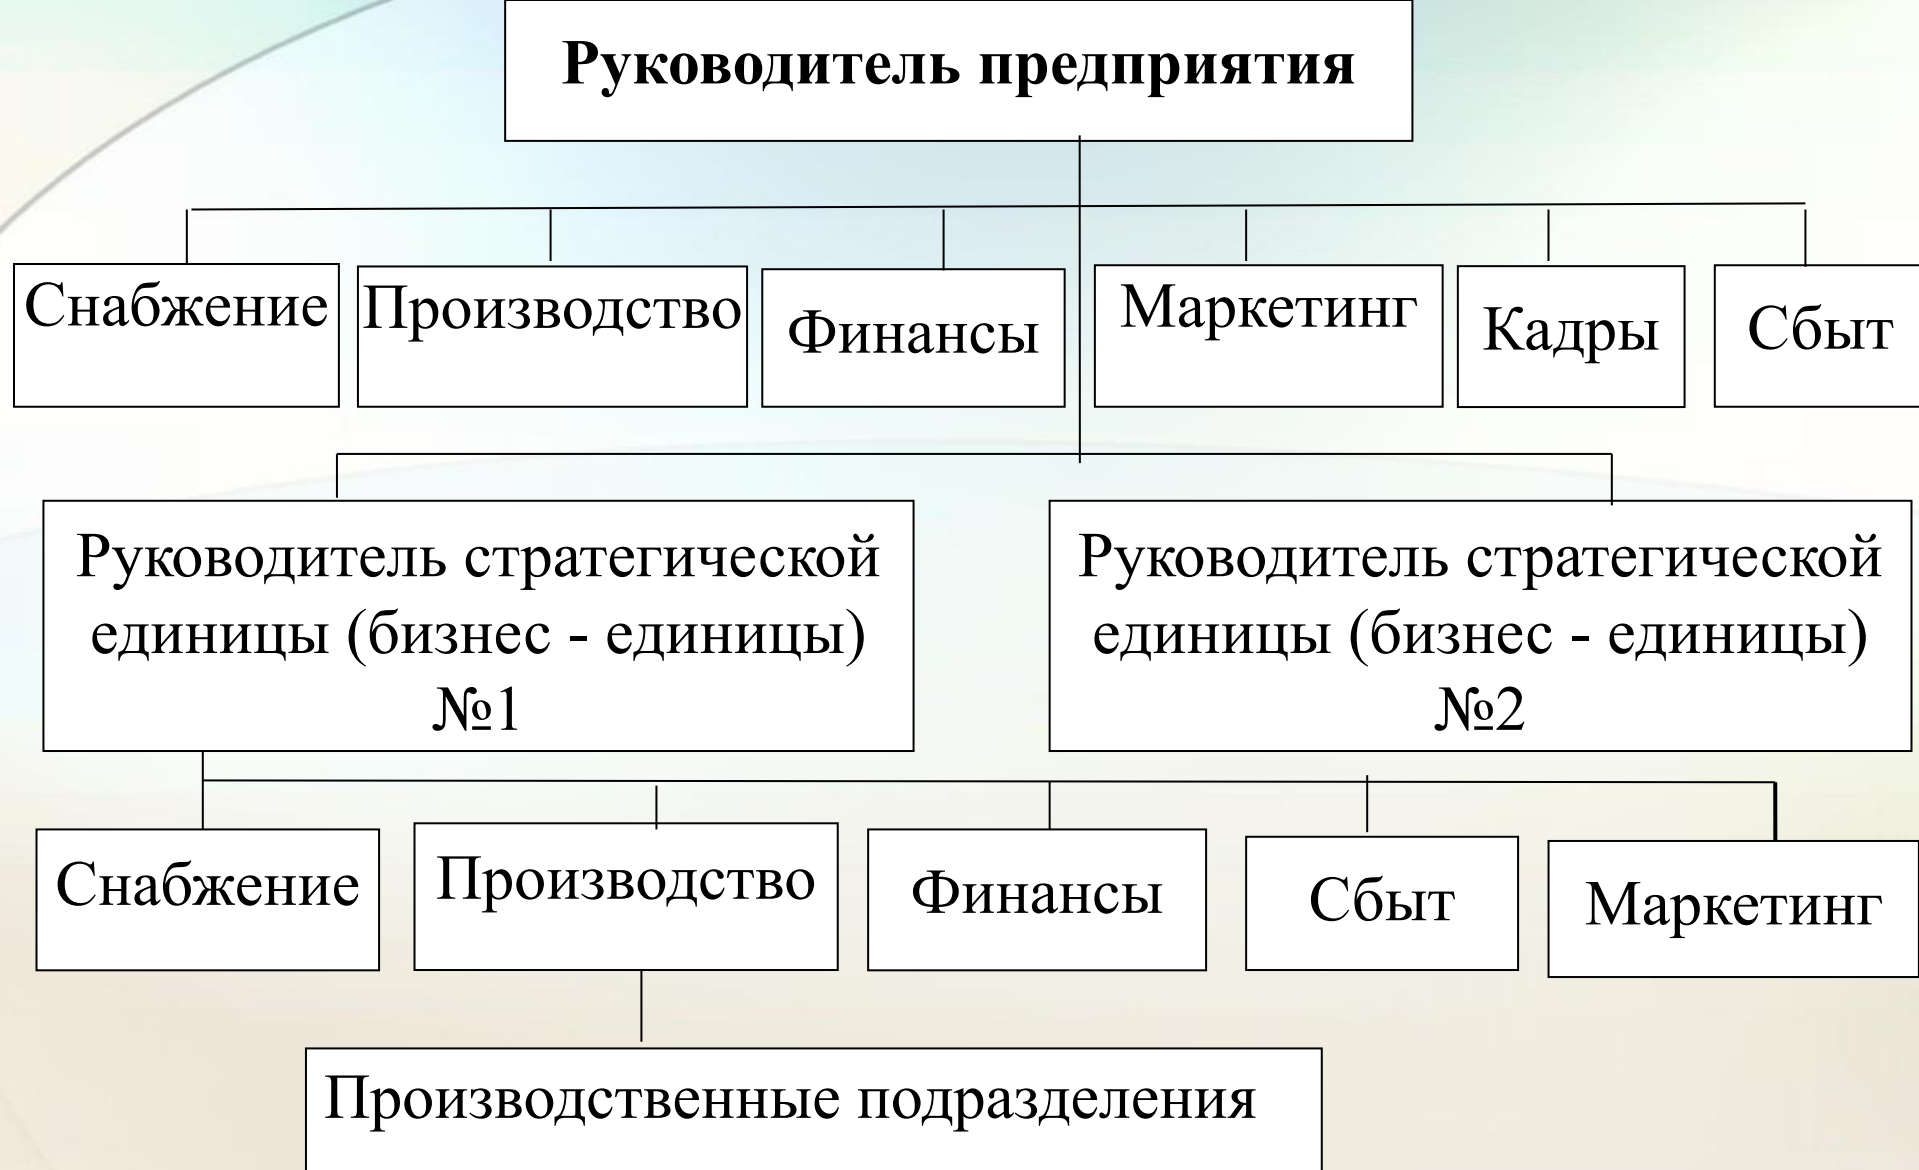 Руководитель предприятия
Снабжение
Производство
Финансы
Маркетинг
Кадры
Сбыт
Руководитель стратегической
единицы (бизнес - единицы)
№1
Руководитель стратегической
единицы (бизнес - единицы)
№2
Снабжение
Производство
Финансы
Сбыт
Маркетинг
Производственные подразделения